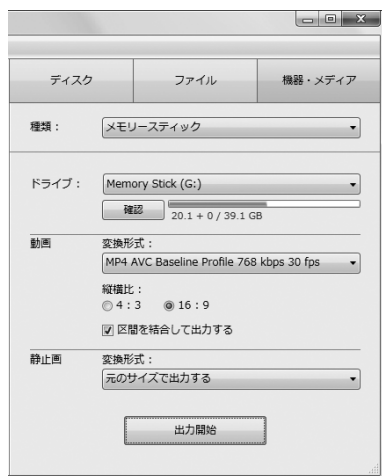 ディスク ファイル 機器・メディア
種類： メモリースティック
ドライブ： Memory Stick (G:)
確認 20.1 + 0 / 39.1 GB
動画 変換形式：
MP4 AVC Baseline Profile 768 kbps 30 fps
縦横比：
4：3 16：9
区間を結合して出力する
静止画 変換形式：
元のサイズで出力する
出力開始